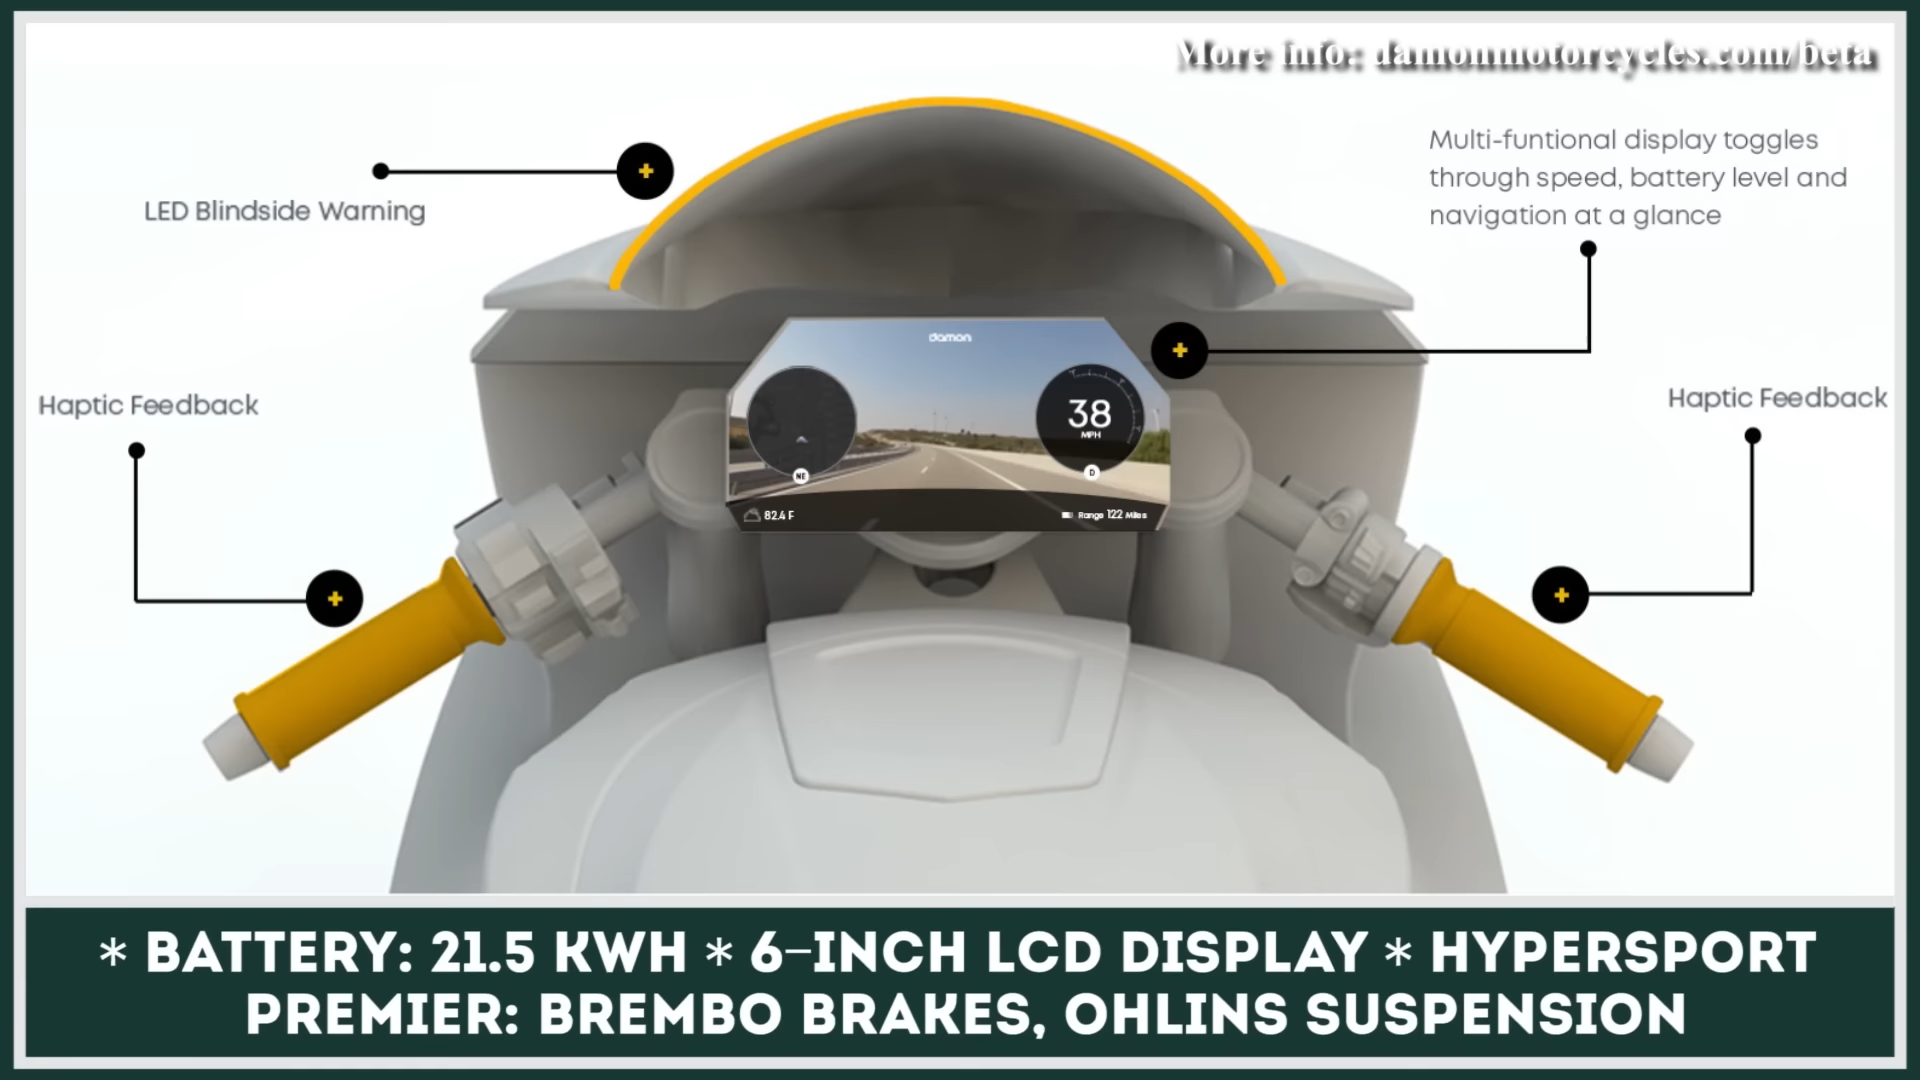 More info: damonmotorcycles.com/beta
LED Blindside Warning
Multi-funtional display toggles
through speed, battery level and
navigation at a glance
Haptic Feedback
Haptic Feedback
damon
38
MPH
NE
D
82.4 F
Range 122 Miles
* BATTERY: 21.5 KWH * 6-INCH LCD DISPLAY * HYPERSPORT
PREMIER: BREMBO BRAKES, OHLINS SUSPENSION